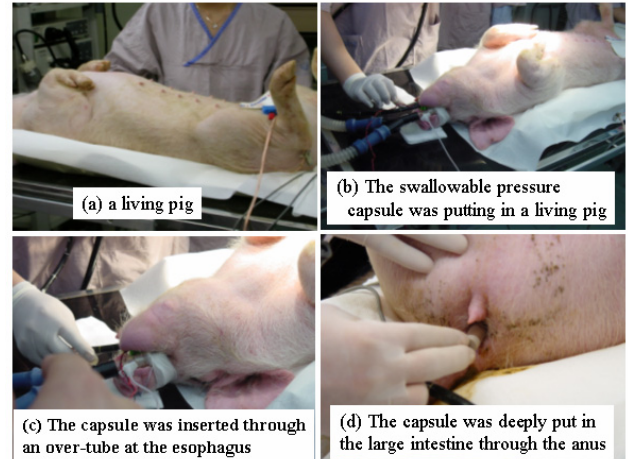 (a) a living pig
(b) The swallowable pressure
capsule was putting in a living pig
(c) The capsule was inserted through
an over-tube at the esophagus
(d) The capsule was deeply put in
the large intestine through the anus